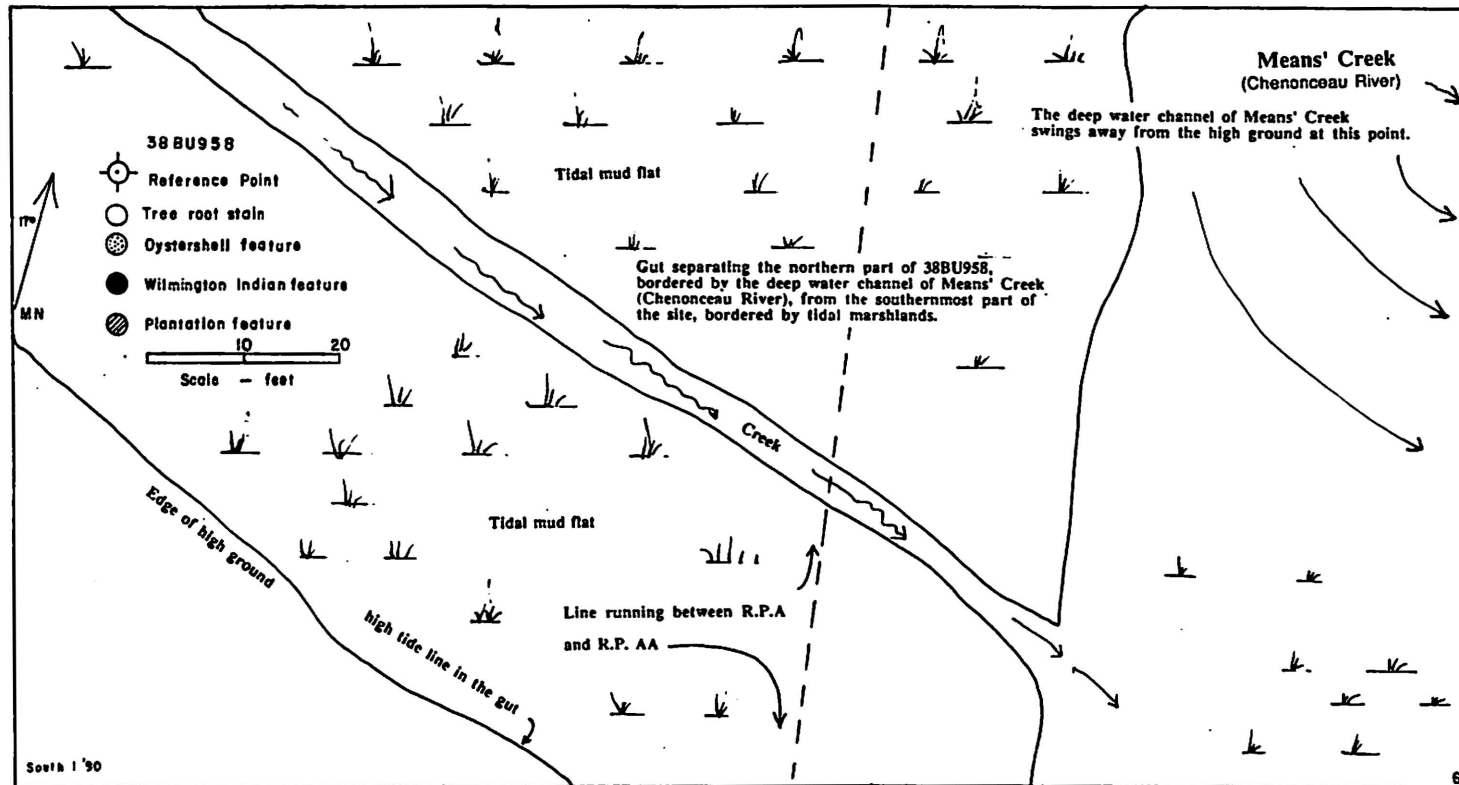 Means' Creek
(Chenonceau River)
The deep water channel of Means' Creek
swings away from the high ground at this point.
38BU958
Reference Point
Tree root stain
Oystershell feature
Wilmington Indian feature
Plantation feature
10 20
Scale – feet
17°
MN
Tidal mud flat
Gut separating the northern part of 38BU958,
bordered by the deep water channel of Means' Creek
(Chenonceau River), from the southernmost part of
the site, bordered by tidal marshlands.
Creek
Tidal mud flat
Edge of high ground
high tide line in the gut
Line running between R.P.A
and R.P. AA
South 1 '90